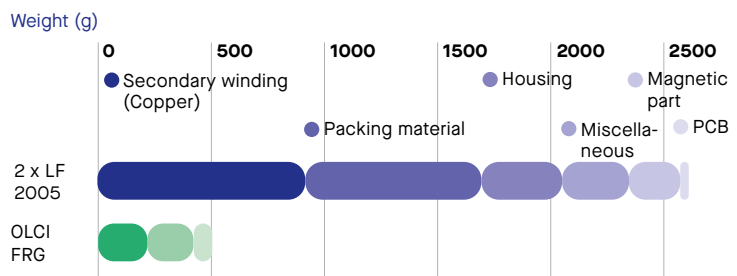 Weight (g)
0 500 1000 1500 2000 2500
Secondary winding
(Copper)
Housing
Magnetic
part
Packing material
Miscella-
neous
PCB
2 x LF
2005
OLCI
FRG